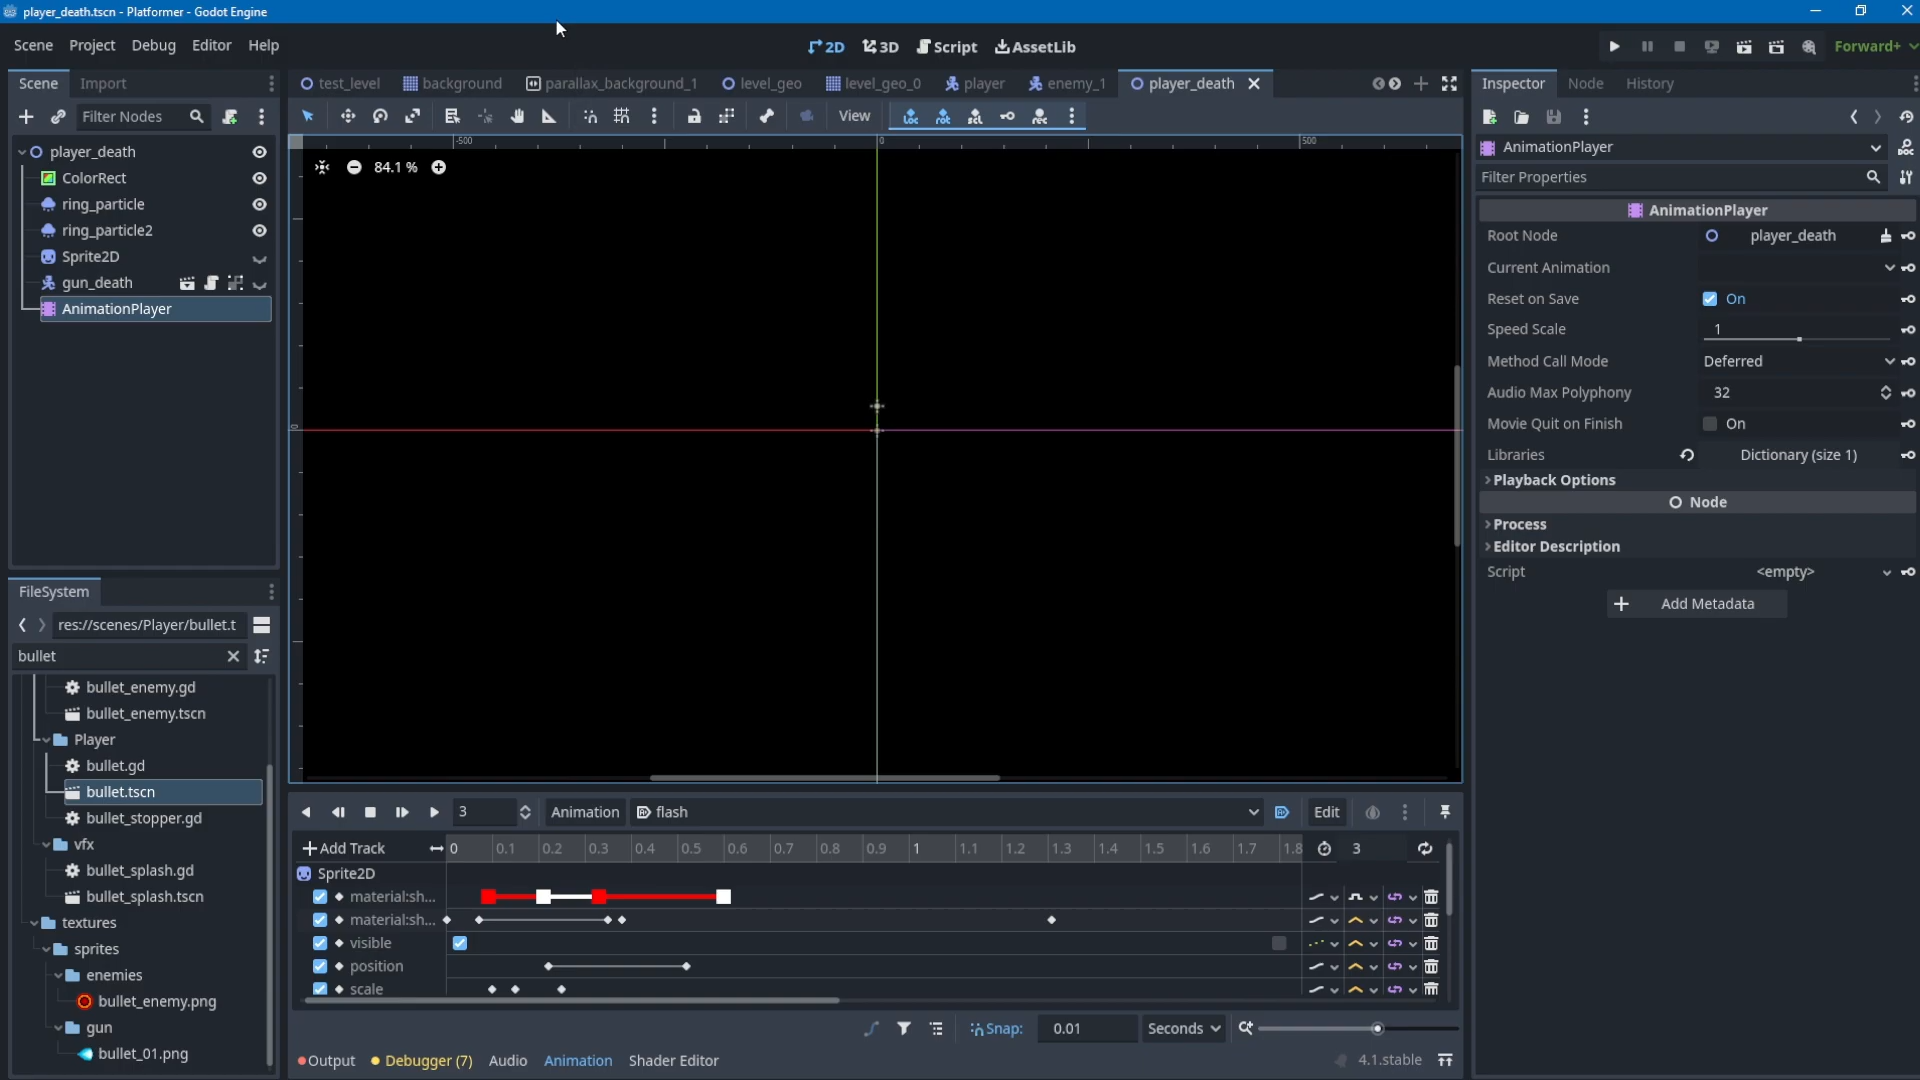 player_death.tscn - Platformer - Godot Engine
Scene Project Debug Editor Help
2D 3D Script AssetLib
Forward+
Scene Import
test_level background parallax_background_1 level_geo level_geo_0 player enemy_1 player_death
Inspector Node History
Filter Nodes
View
-500 0 500
84.1 %
player_death
ColorRect
ring_particle
ring_particle2
Sprite2D
gun_death
AnimationPlayer
FileSystem
res://scenes/Player/bullet.t
bullet
bullet_enemy.gd
bullet_enemy.tscn
Player
bullet.gd
bullet.tscn
bullet_stopper.gd
vfx
bullet_splash.gd
bullet_splash.tscn
textures
sprites
enemies
bullet_enemy.png
gun
bullet_01.png
0
3 Animation flash Edit
Add Track 0 0.1 0.2 0.3 0.4 0.5 0.6 0.7 0.8 0.9 1 1.1 1.2 1.3 1.4 1.5 1.6 1.7 1.8 3
Sprite2D
material:sh...
material:sh...
visible
position
scale
Snap: 0.01 Seconds
Output Debugger (7) Audio Animation Shader Editor 4.1.stable
AnimationPlayer
DOC
Filter Properties
AnimationPlayer
Root Node player_death
Current Animation
Reset on Save On
Speed Scale 1
Method Call Mode Deferred
Audio Max Polyphony 32
Movie Quit on Finish On
Libraries Dictionary (size 1)
Playback Options
Node
Process
Editor Description
Script <empty>
Add Metadata